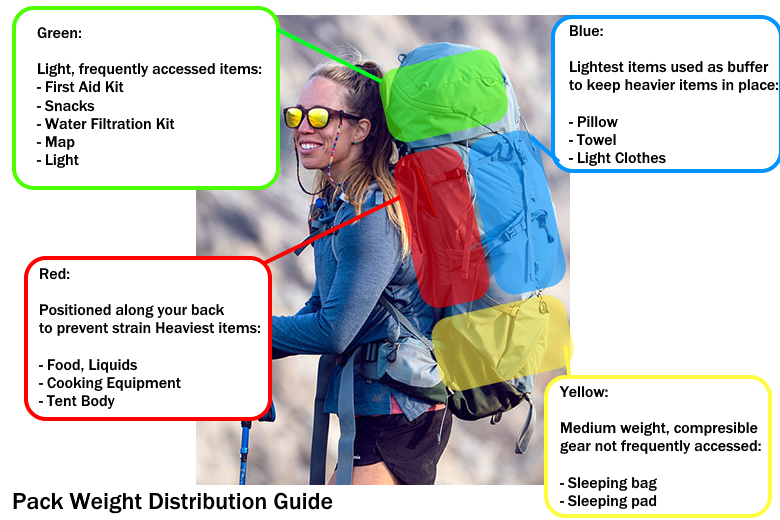 Green:
Light, frequently accessed items:
- First Aid Kit
- Snacks
- Water Filtration Kit
- Map
- Light
Blue:
Lightest items used as buffer
to keep heavier items in place:
- Pillow
- Towel
- Light Clothes
Red:
Positioned along your back
to prevent strain Heaviest items:
- Food, Liquids
- Cooking Equipment
- Tent Body
Yellow:
Medium weight, compresible
gear not frequently accessed:
- Sleeping bag
- Sleeping pad
Pack Weight Distribution Guide